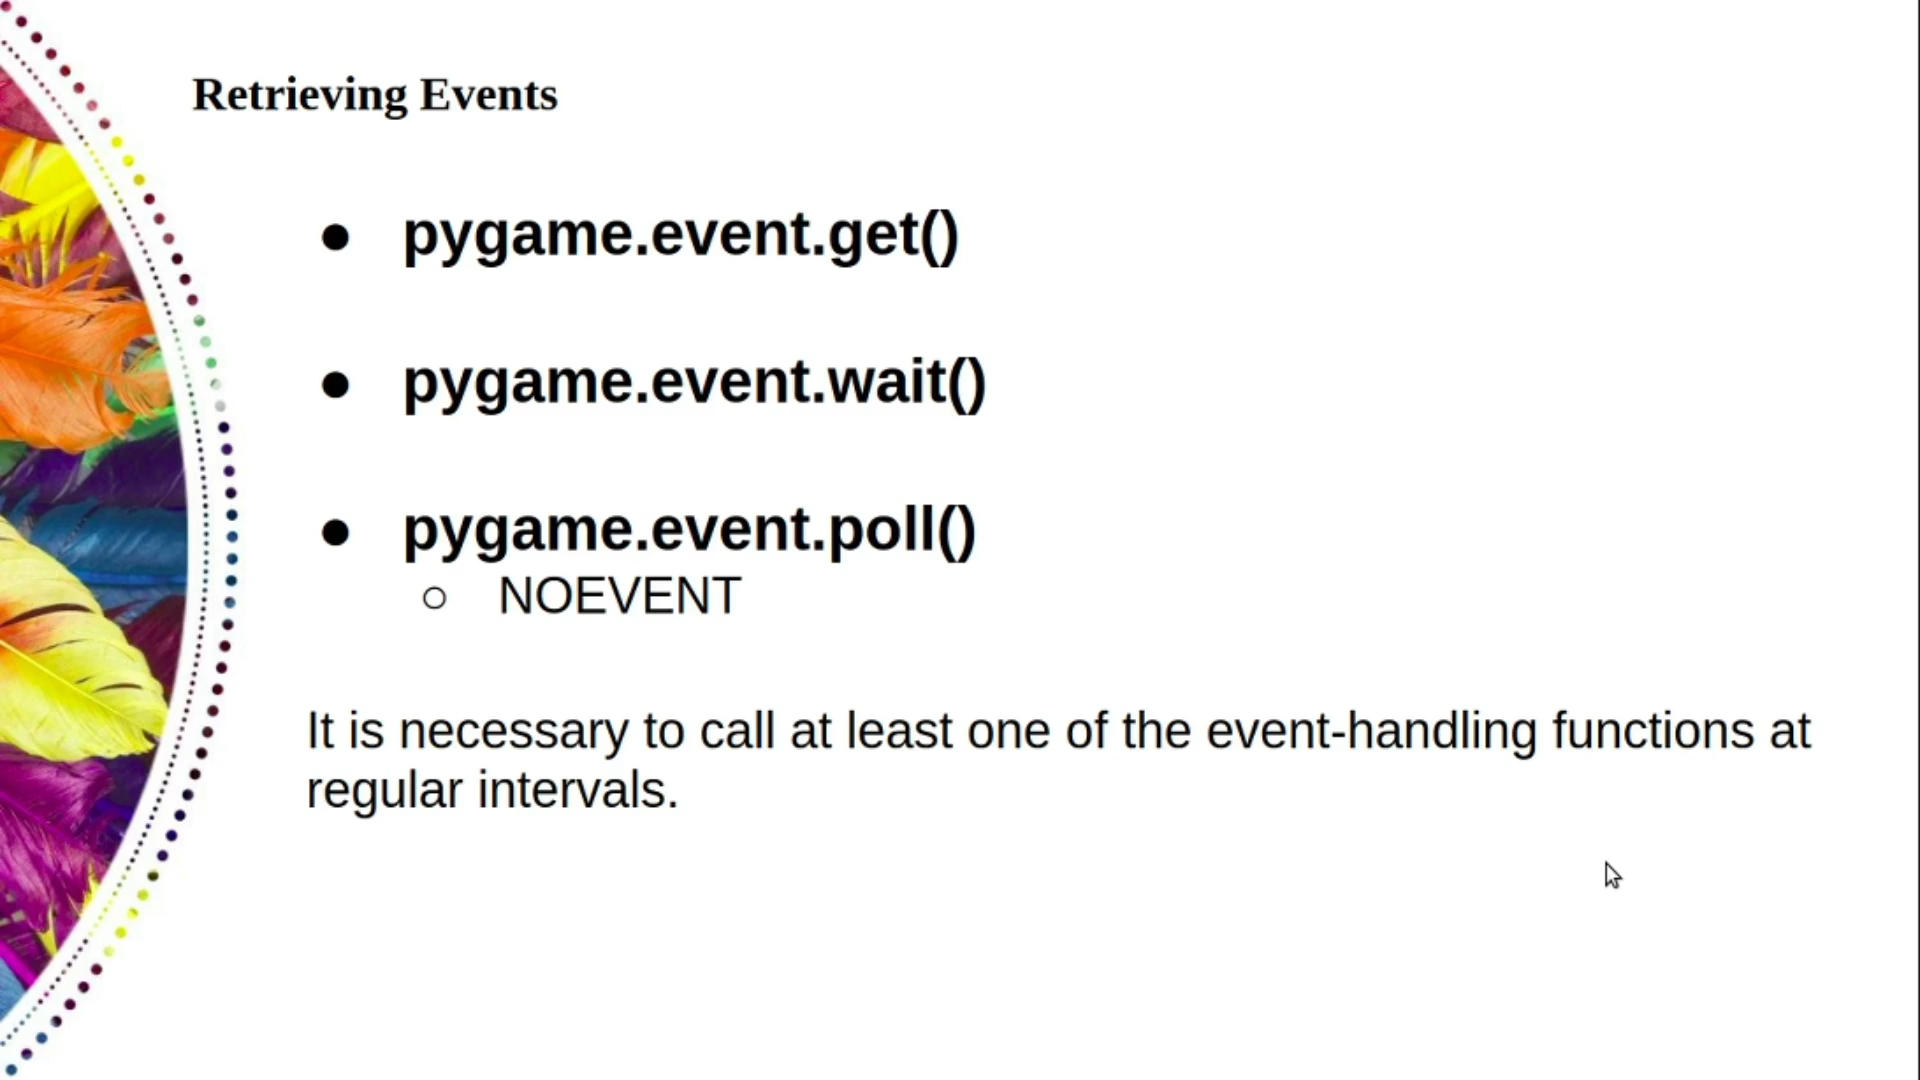 Retrieving Events
● pygame.event.get()
● pygame.event.wait()
● pygame.event.poll()
○ NOEVENT
It is necessary to call at least one of the event-handling functions at
regular intervals.